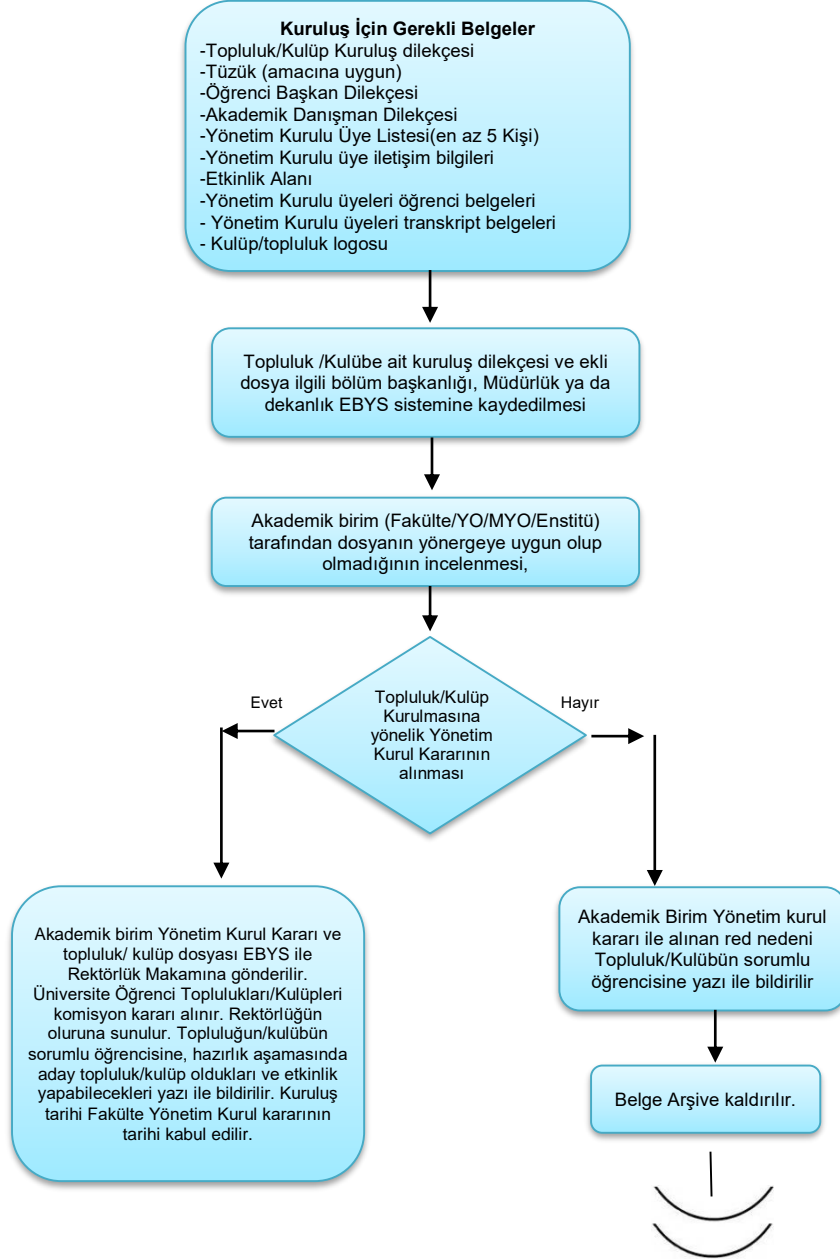 Kuruluş İçin Gerekli Belgeler
-Topluluk/Kulüp Kuruluş dilekçesi
-Tüzük (amacına uygun)
-Öğrenci Başkan Dilekçesi
-Akademik Danışman Dilekçesi
-Yönetim Kurulu Üye Listesi(en az 5 Kişi)
-Yönetim Kurulu üye iletişim bilgileri
-Etkinlik Alanı
-Yönetim Kurulu üyeleri öğrenci belgeleri
- Yönetim Kurulu üyeleri transkript belgeleri
- Kulüp/topluluk logosu
Topluluk /Kulübe ait kuruluş dilekçesi ve ekli
dosya ilgili bölüm başkanlığı, Müdürlük ya da
dekanlık EBYS sistemine kaydedilmesi
Akademik birim (Fakülte/YO/MYO/Enstitü)
tarafından dosyanın yönergeye uygun olup
olmadığının incelenmesi,
Topluluk/Kulüp
Kurulmasına
yönelik Yönetim
Kurul Kararının
alınması
Evet
Hayır
Akademik birim Yönetim Kurul Kararı ve
topluluk/ kulüp dosyası EBYS ile
Rektörlük Makamına gönderilir.
Üniversite Öğrenci Toplulukları/Kulüpleri
komisyon kararı alınır. Rektörlüğün
oluruna sunulur. Topluluğun/kulübün
sorumlu öğrencisine, hazırlık aşamasında
aday topluluk/kulüp oldukları ve etkinlik
yapabilecekleri yazı ile bildirilir. Kuruluş
tarihi Fakülte Yönetim Kurul kararının
tarihi kabul edilir.
Akademik Birim Yönetim kurul
kararı ile alınan red nedeni
Topluluk/Kulübün sorumlu
öğrencisine yazı ile bildirilir
Belge Arşive kaldırılır.